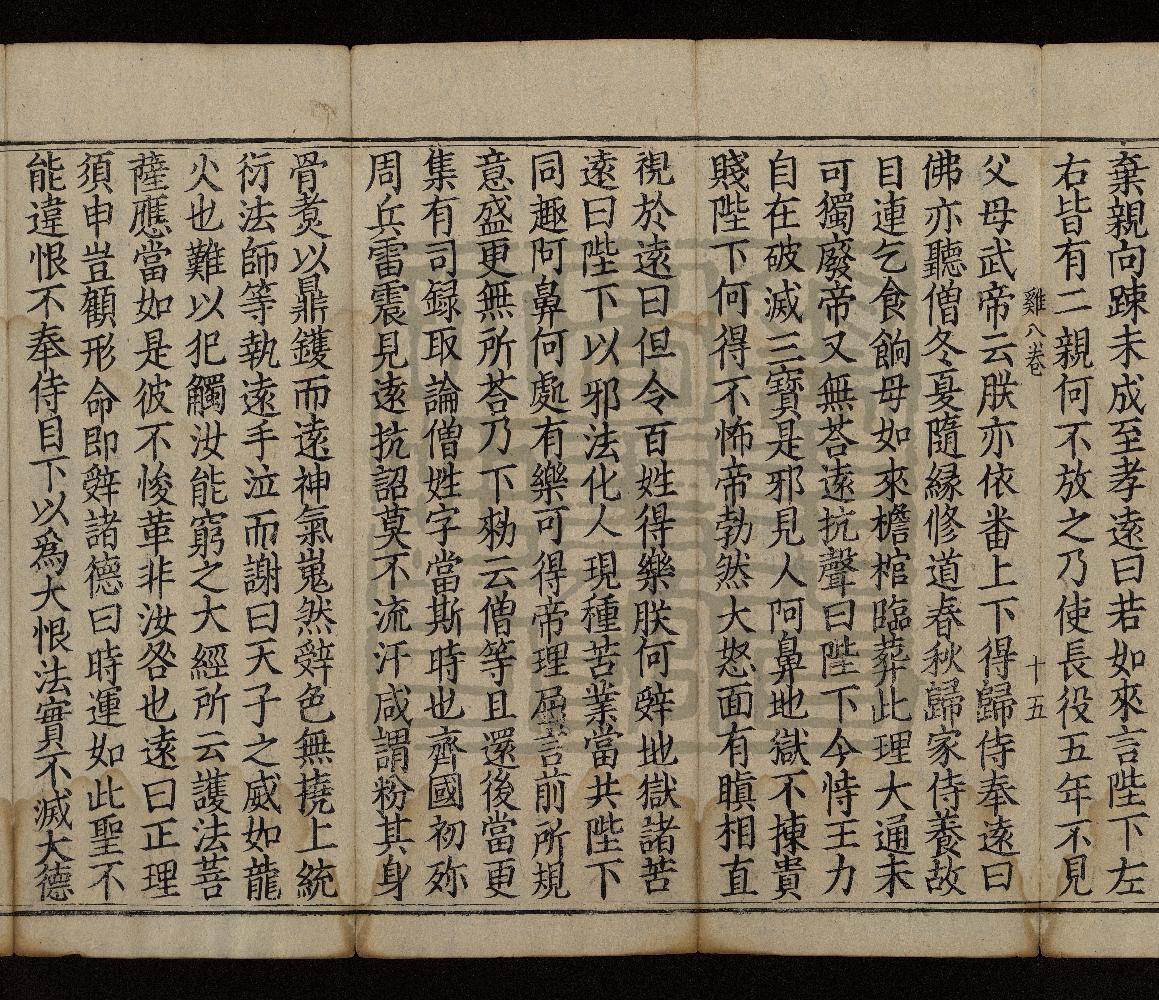 棄親向踈未成至孝遠曰若如來言陛下左
右皆有二親何不放之乃使長役五年不見
雞八卷 十五
父母武帝云朕亦依番上下得歸侍奉遠曰
佛亦聽僧冬夏隨緣修道春秋歸家侍養故
目連乞食餉母如來檐棺臨葬此理大通未
可獨廢帝又無荅遠抗聲曰陛下今恃王力
自在破滅三寶是邪見人阿鼻地獄不揀貴
賤陛下何得不怖帝勃然大怒面有瞋相直
視於遠曰但令百姓得樂朕何辤地獄諸苦
遠曰陛下以邪法化人現種苦業當共陛下
同趣阿鼻何處有樂可得帝理屈言前所規
意盛更無所荅乃下勑云僧等且還後當更
集有司録取論僧姓字當斯時也齊國初殄
周兵雷震見遠抗詔莫不流汗咸謂粉其身
骨煑以鼎鑊而遠神氣嵬然辤色無撓上統
衍法師等執遠手泣而謝曰天子之威如龍
火也難以犯觸汝能窮之大經所云護法菩
薩應當如是彼不悛革非汝咎也遠曰正理
須申豈顧形命即辤諸德曰時運如此聖不
能違恨不奉侍目下以爲大恨法實不滅大德